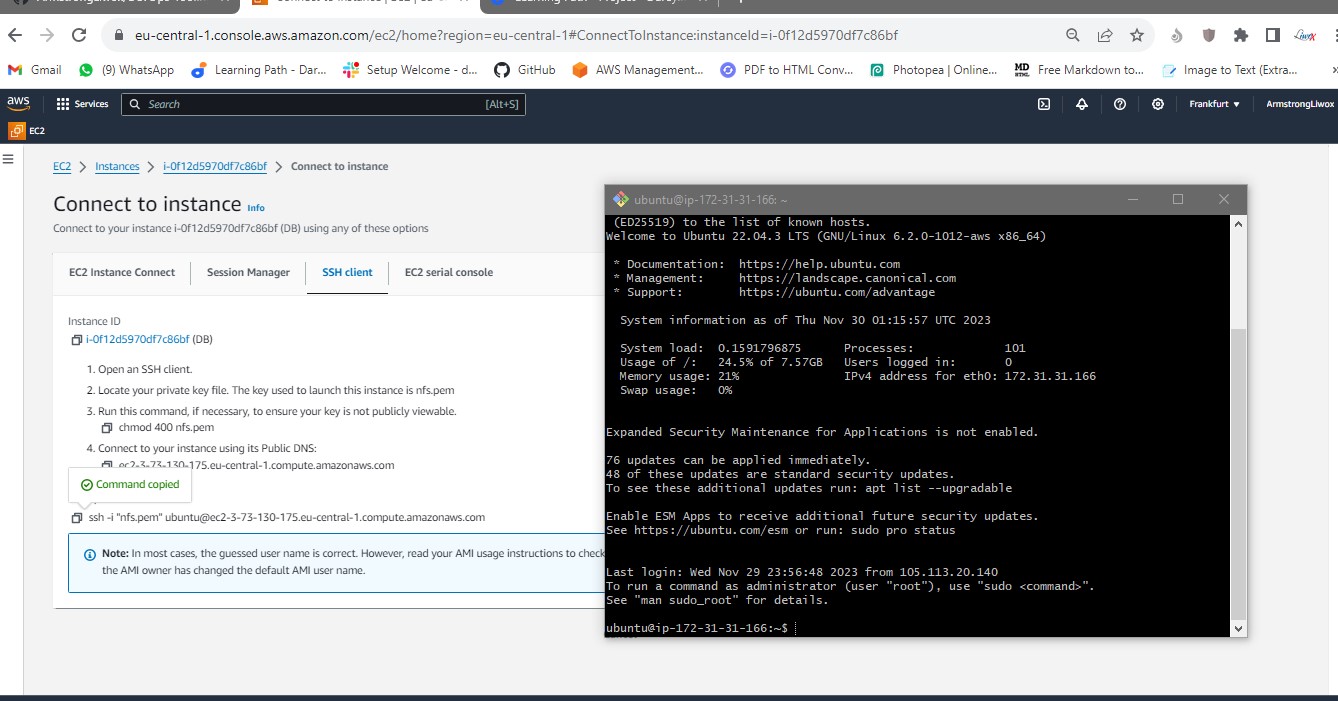 eu-central-1.console.aws.amazon.com/ec2/home?region=eu-central-1#ConnectToInstance:instanceId=i-0f12d5970df7c86bf
Gmail
(9) WhatsApp
Learning Path - Dar...
Setup Welcome - d...
GitHub
AWS Management...
PDF to HTML Conv...
Photopea | Online...
MD
HTML
Free Markdown to...
Image to Text (Extra...
aws
Services
Search
[Alt+S]
Frankfurt
ArmstrongLiwox
EC2
EC2
Instances
i-0f12d5970df7c86bf
Connect to instance
Connect to instance Info
Connect to your instance i-0f12d5970df7c86bf (DB) using any of these options
EC2 Instance Connect
Session Manager
SSH client
EC2 serial console
Instance ID
i-0f12d5970df7c86bf (DB)
1. Open an SSH client.
2. Locate your private key file. The key used to launch this instance is nfs.pem
3. Run this command, if necessary, to ensure your key is not publicly viewable.
chmod 400 nfs.pem
4. Connect to your instance using its Public DNS:
ec2-3-73-130-175.eu-central-1.compute.amazonaws.com
Command copied
ssh -i "nfs.pem" ubuntu@ec2-3-73-130-175.eu-central-1.compute.amazonaws.com
Note: In most cases, the guessed user name is correct. However, read your AMI usage instructions to check
the AMI owner has changed the default AMI user name.
ubuntu@ip-172-31-31-166: ~
(ED25519) to the list of known hosts.
Welcome to Ubuntu 22.04.3 LTS (GNU/Linux 6.2.0-1012-aws x86_64)
* Documentation: https://help.ubuntu.com
* Management: https://landscape.canonical.com
* Support: https://ubuntu.com/advantage
System information as of Thu Nov 30 01:15:57 UTC 2023
System load: 0.1591796875 Processes: 101
Usage of /: 24.5% of 7.57GB Users logged in: 0
Memory usage: 21% IPv4 address for eth0: 172.31.31.166
Swap usage: 0%
Expanded Security Maintenance for Applications is not enabled.
76 updates can be applied immediately.
48 of these updates are standard security updates.
To see these additional updates run: apt list --upgradable
Enable ESM Apps to receive additional future security updates.
See https://ubuntu.com/esm or run: sudo pro status
Last login: Wed Nov 29 23:56:48 2023 from 105.113.20.140
To run a command as administrator (user "root"), use "sudo <command>".
See "man sudo_root" for details.
ubuntu@ip-172-31-31-166:~$